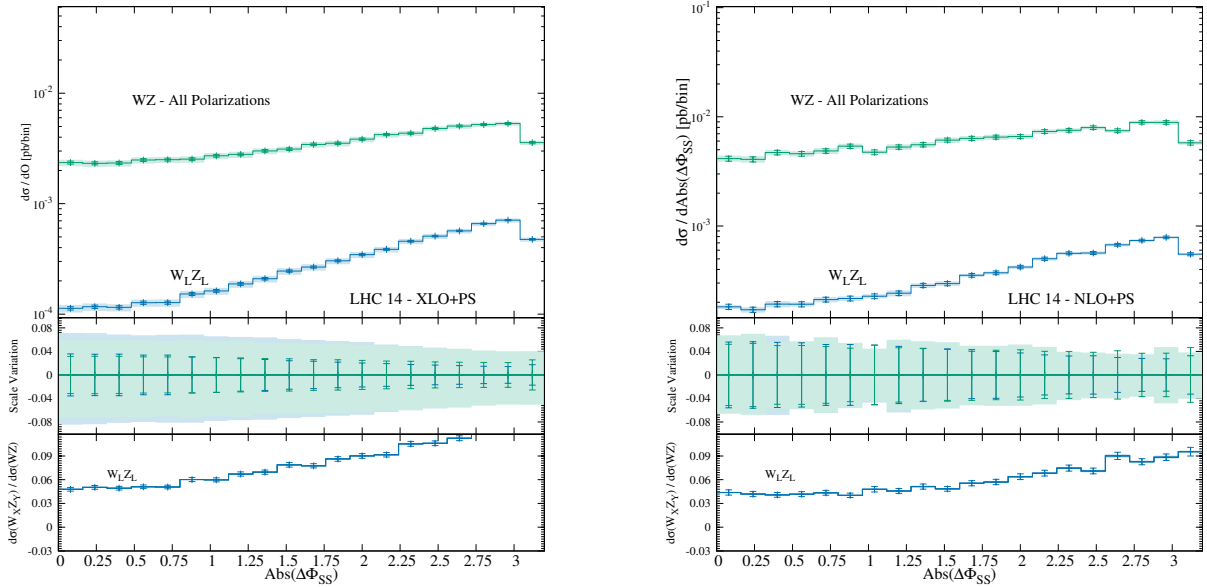 dσ / dO [pb/bin]
10⁻²
10⁻³
10⁻⁴
WZ - All Polarizations
W_LZ_L
LHC 14 - XLO+PS
Scale Variation
0.08
0.04
0
-0.04
-0.08
dσ(W_XZ_Y) / dσ(WZ)
0.09
0.06
0.03
0
-0.03
W_LZ_L
0 0.25 0.5 0.75 1 1.25 1.5 1.75 2 2.25 2.5 2.75 3
Abs(ΔΦ_SS)
dσ / dAbs(ΔΦ_SS) [pb/bin]
10⁻¹
10⁻²
10⁻³
WZ - All Polarizations
W_LZ_L
LHC 14 - NLO+PS
Scale Variation
0.08
0.04
0
-0.04
-0.08
dσ(W_XZ_Y) / dσ(WZ)
0.09
0.06
0.03
0
-0.03
W_LZ_L
0 0.25 0.5 0.75 1 1.25 1.5 1.75 2 2.25 2.5 2.75 3
Abs(ΔΦ_SS)